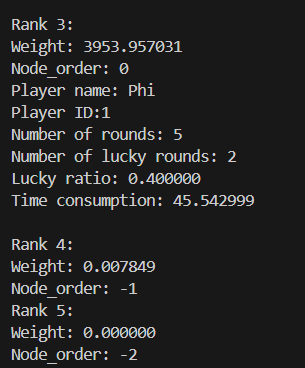 Rank 3:
Weight: 3953.957031
Node_order: 0
Player name: Phi
Player ID:1
Number of rounds: 5
Number of lucky rounds: 2
Lucky ratio: 0.400000
Time consumption: 45.542999
Rank 4:
Weight: 0.007849
Node_order: -1
Rank 5:
Weight: 0.000000
Node_order: -2